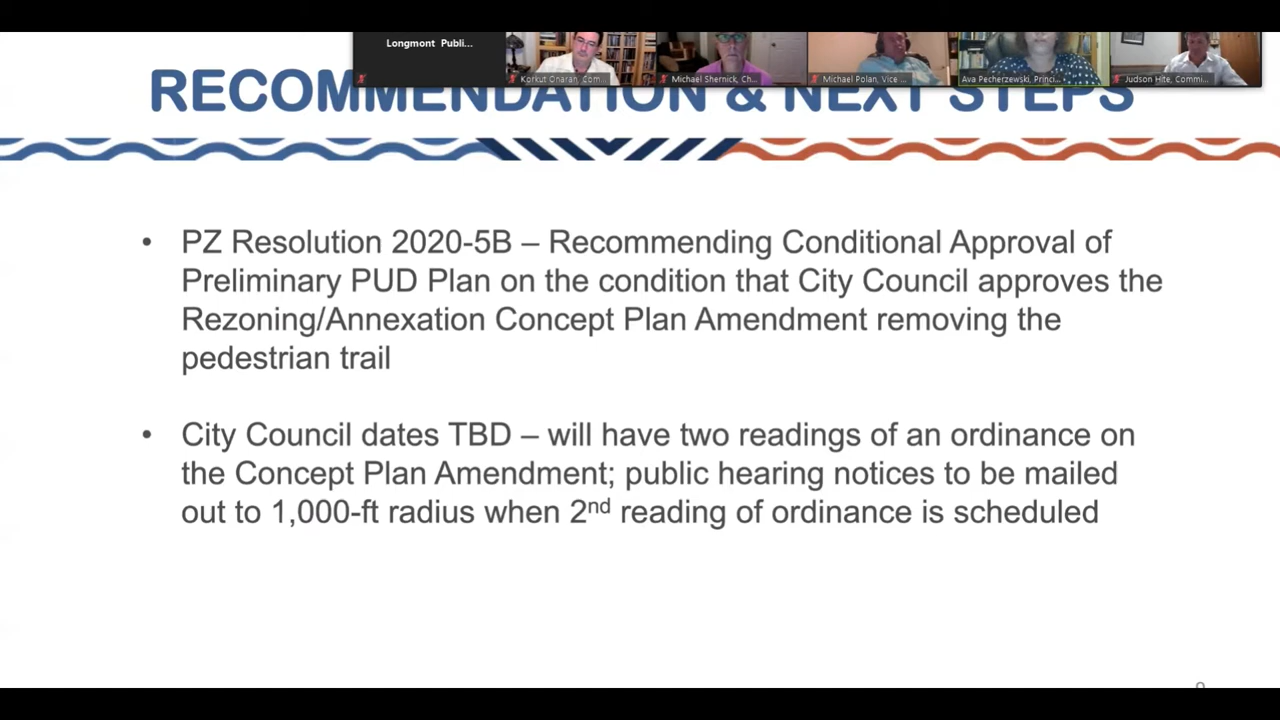 Longmont Publi...
Korkut Onaran, Com...
Michael Shernick, Ch...
Michael Polan, Vice ...
Ava Pecherzewski, Princi...
Judson Hite, Commi...
RECOMMENDATION & NEXT STEPS
• PZ Resolution 2020-5B – Recommending Conditional Approval of
Preliminary PUD Plan on the condition that City Council approves the
Rezoning/Annexation Concept Plan Amendment removing the
pedestrian trail
• City Council dates TBD – will have two readings of an ordinance on
the Concept Plan Amendment; public hearing notices to be mailed
out to 1,000-ft radius when 2nd reading of ordinance is scheduled